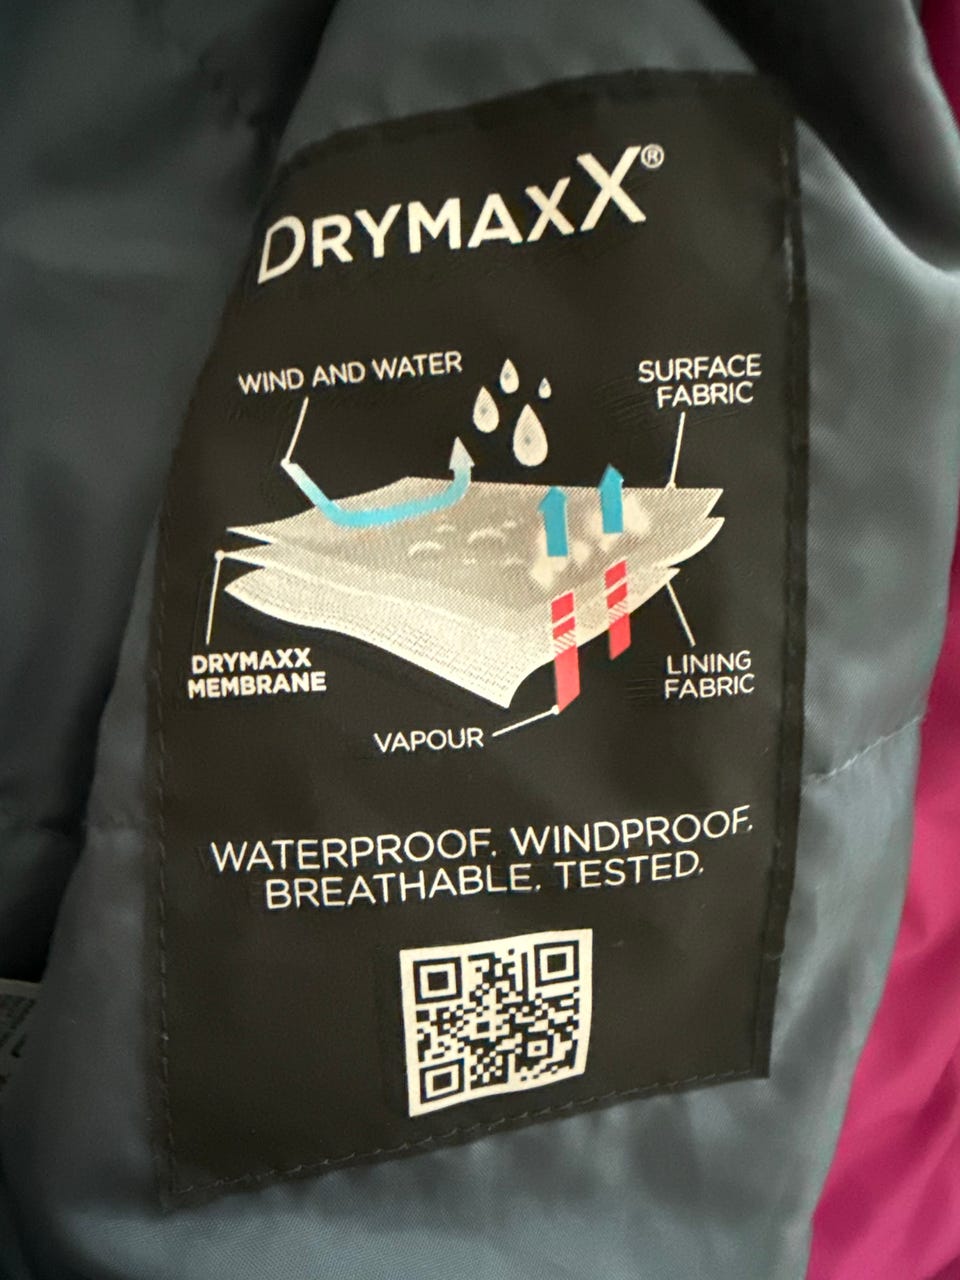 DRYMAXX®
WIND AND WATER
SURFACE
FABRIC
DRYMAXX
MEMBRANE
LINING
FABRIC
VAPOUR
WATERPROOF. WINDPROOF.
BREATHABLE. TESTED.